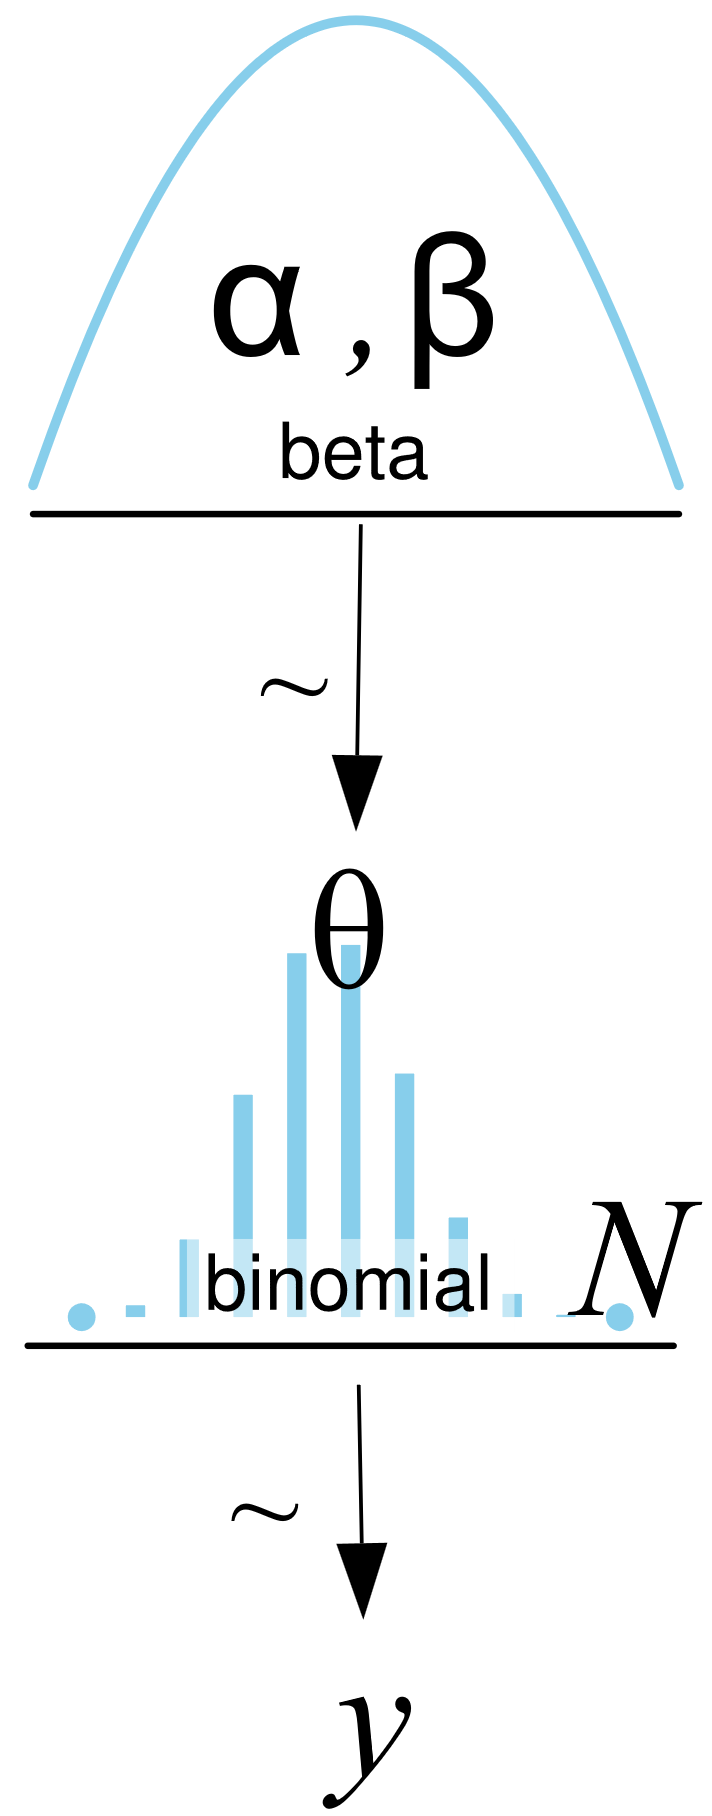 α , β
beta
~
θ
binomial N
~
y